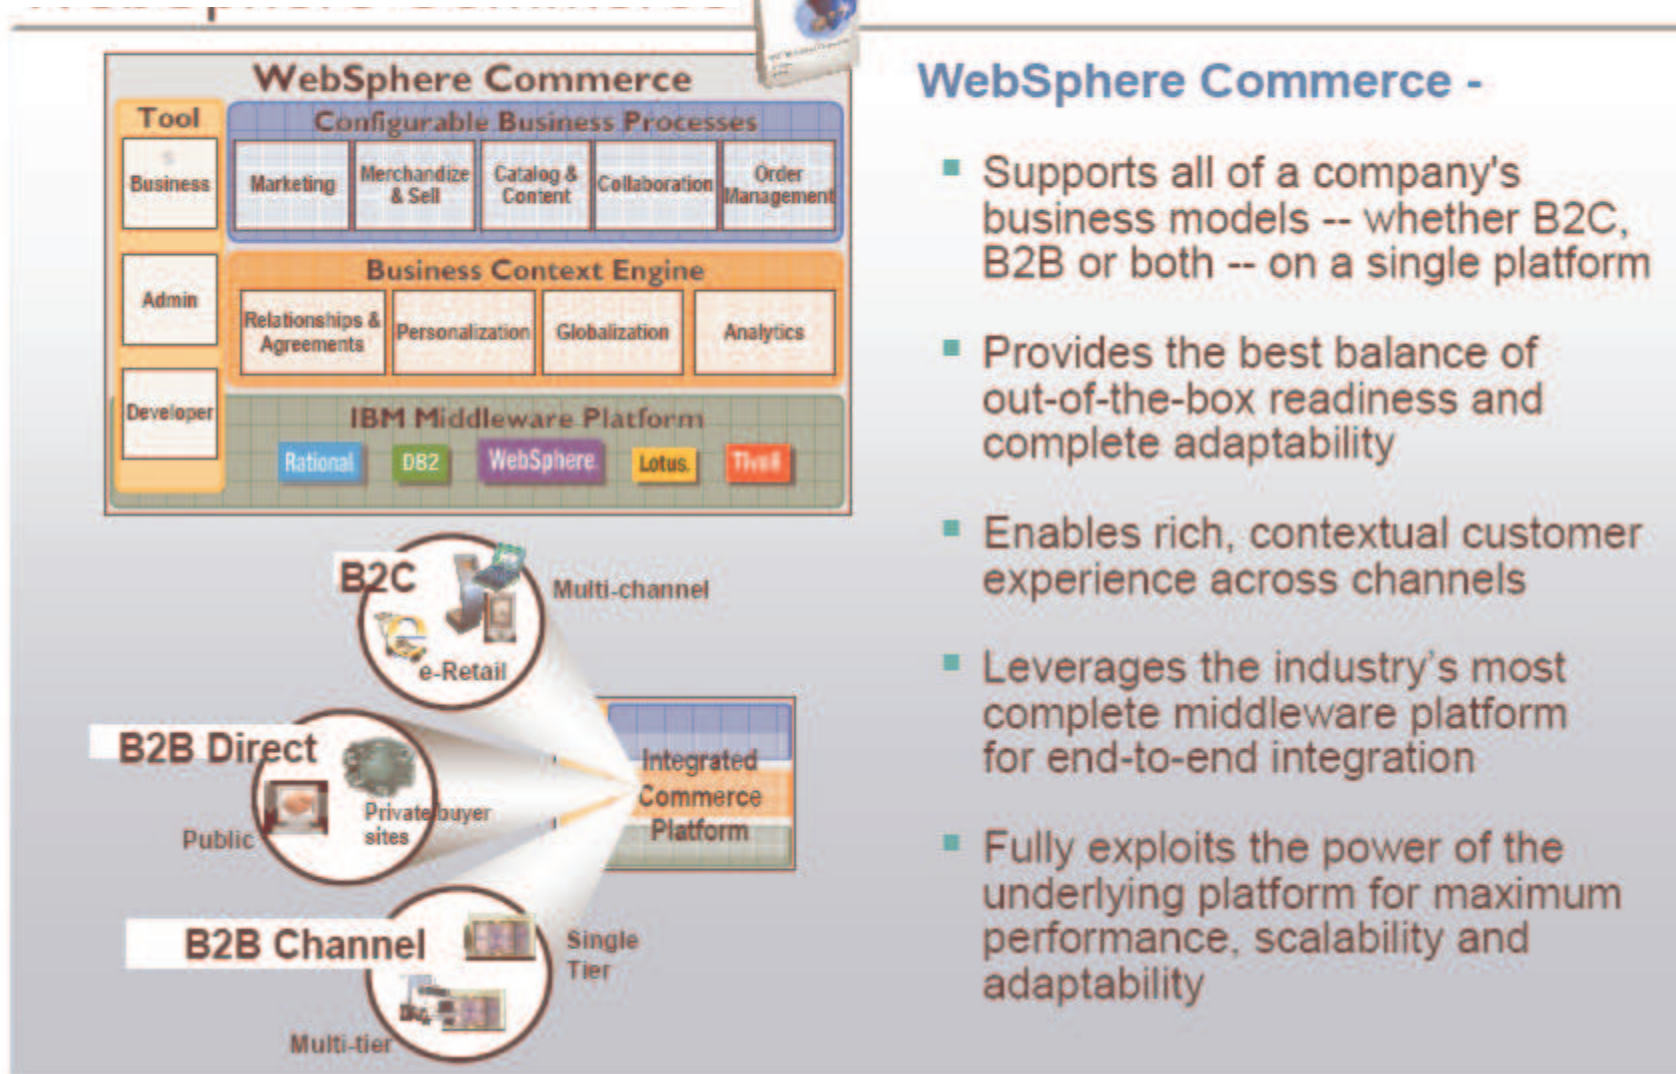 WebSphere Commerce
Tool
s
Business
Admin
Developer
Configurable Business Processes
Marketing
Merchandize
& Sell
Catalog &
Content
Collaboration
Order
Management
Business Context Engine
Relationships &
Agreements
Personalization
Globalization
Analytics
IBM Middleware Platform
Rational
DB2
WebSphere.
Lotus.
Tivoli
B2C
Multi-channel
e-Retail
B2B Direct
Private buyer
sites
Public
Integrated
Commerce
Platform
B2B Channel
Single
Tier
Multi-tier
WebSphere Commerce -
Supports all of a company's
business models -- whether B2C,
B2B or both -- on a single platform
Provides the best balance of
out-of-the-box readiness and
complete adaptability
Enables rich, contextual customer
experience across channels
Leverages the industry’s most
complete middleware platform
for end-to-end integration
Fully exploits the power of the
underlying platform for maximum
performance, scalability and
adaptability